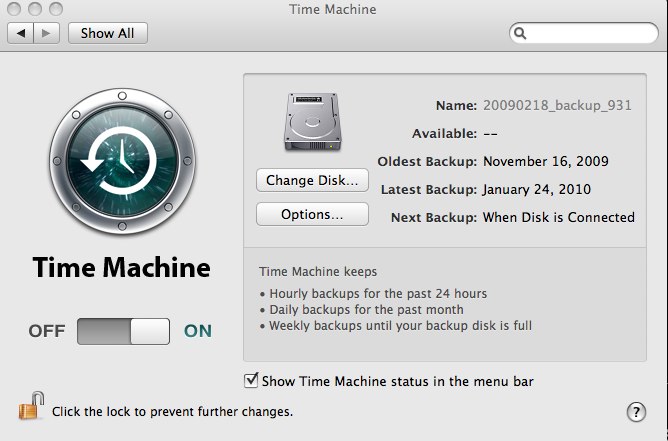 Time Machine
Show All
Name: 20090218_backup_931
Available: --
Oldest Backup: November 16, 2009
Change Disk...
Latest Backup: January 24, 2010
Options...
Next Backup: When Disk is Connected
Time Machine
Time Machine keeps
• Hourly backups for the past 24 hours
• Daily backups for the past month
• Weekly backups until your backup disk is full
OFF ON
Show Time Machine status in the menu bar
Click the lock to prevent further changes.
?